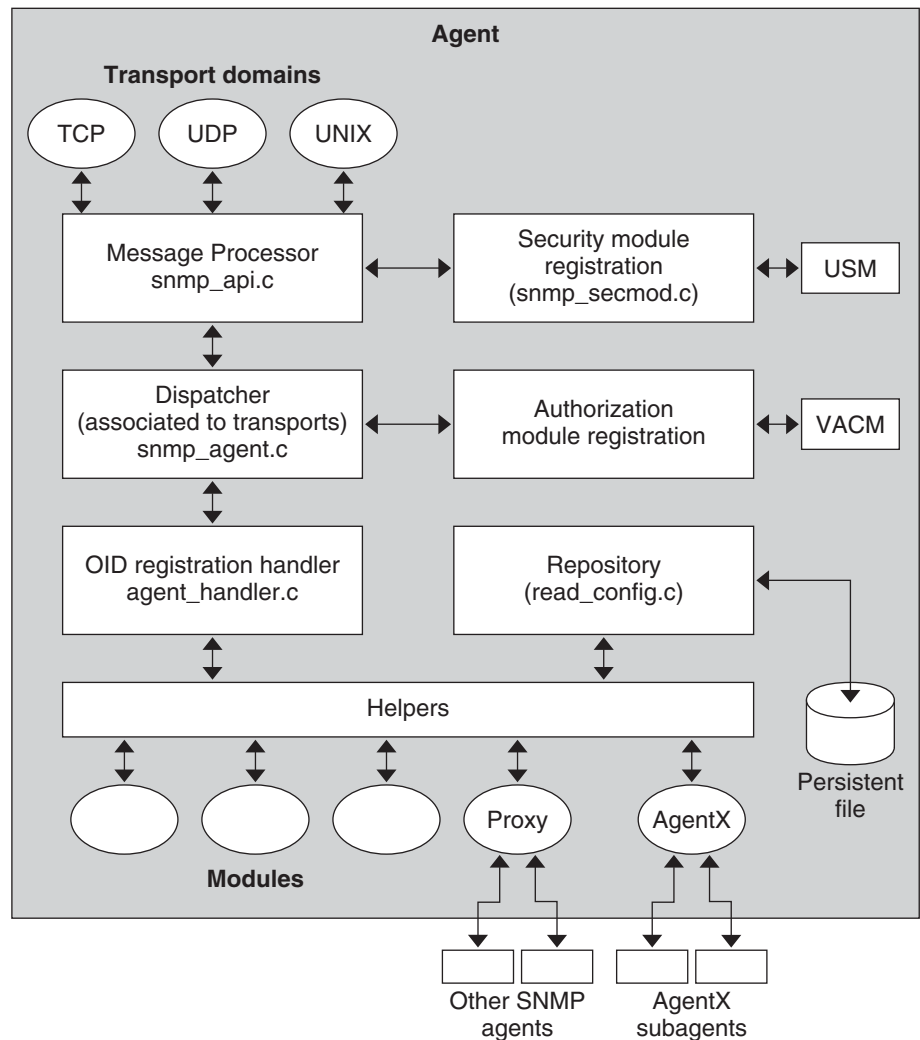 Agent
Transport domains
TCP
UDP
UNIX
Message Processor
snmp_api.c
Security module
registration
(snmp_secmod.c)
USM
Dispatcher
(associated to transports)
snmp_agent.c
Authorization
module registration
VACM
OID registration handler
agent_handler.c
Repository
(read_config.c)
Helpers
Persistent
file
Proxy
AgentX
Modules
Other SNMP
agents
AgentX
subagents